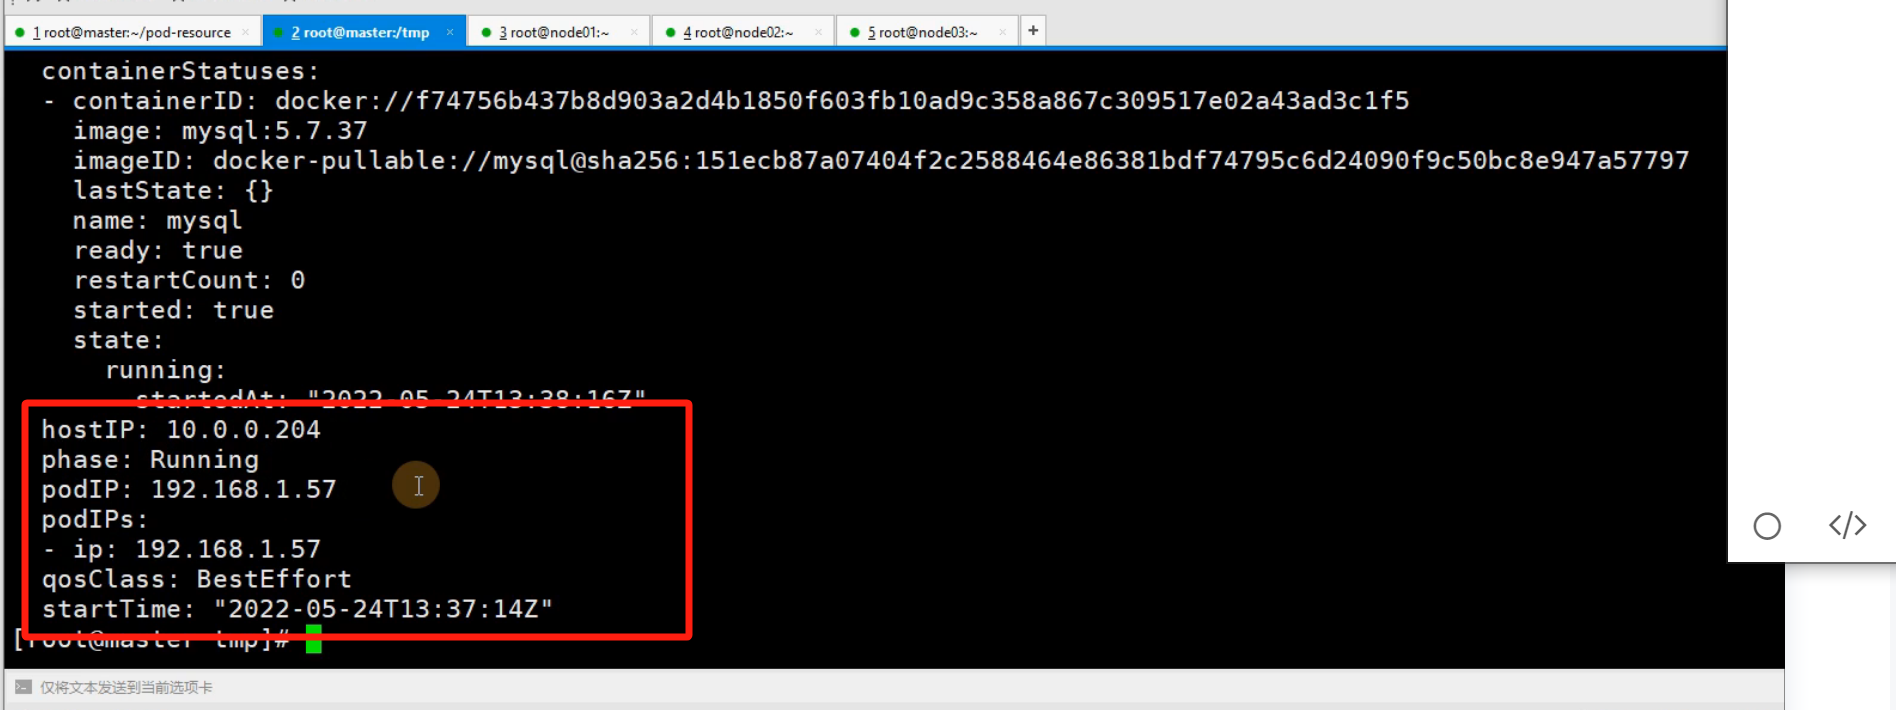 1 root@master:~/pod-resource × 2 root@master:/tmp × 3 root@node01:~ × 4 root@node02:~ × 5 root@node03:~ × +
containerStatuses:
- containerID: docker://f74756b437b8d903a2d4b1850f603fb10ad9c358a867c309517e02a43ad3c1f5
image: mysql:5.7.37
imageID: docker-pullable://mysql@sha256:151ecb87a07404f2c2588464e86381bdf74795c6d24090f9c50bc8e947a57797
lastState: {}
name: mysql
ready: true
restartCount: 0
started: true
state:
running:
startedAt: "2022-05-24T13:38:16Z"
hostIP: 10.0.0.204
phase: Running
podIP: 192.168.1.57
podIPs:
- ip: 192.168.1.57
qosClass: BestEffort
startTime: "2022-05-24T13:37:14Z"
[root@master tmp]#
</>
仅将文本发送到当前选项卡